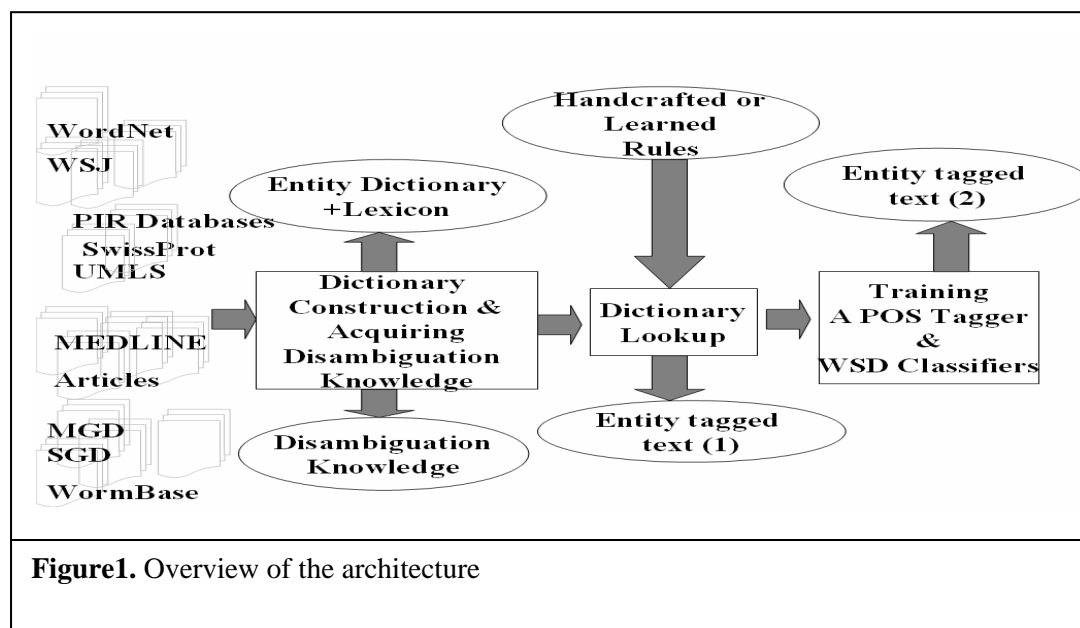 WordNet
WSJ
PIR Databases
SwissProt
UMLS
MEDLINE
Articles
MGD
SGD
WormBase
Entity Dictionary
+Lexicon
Dictionary
Construction &
Acquiring
Disambiguation
Knowledge
Disambiguation
Knowledge
Handcrafted or
Learned
Rules
Dictionary
Lookup
Entity tagged
text (1)
Entity tagged
text (2)
Training
A POS Tagger
&
WSD Classifiers
Figure1. Overview of the architecture